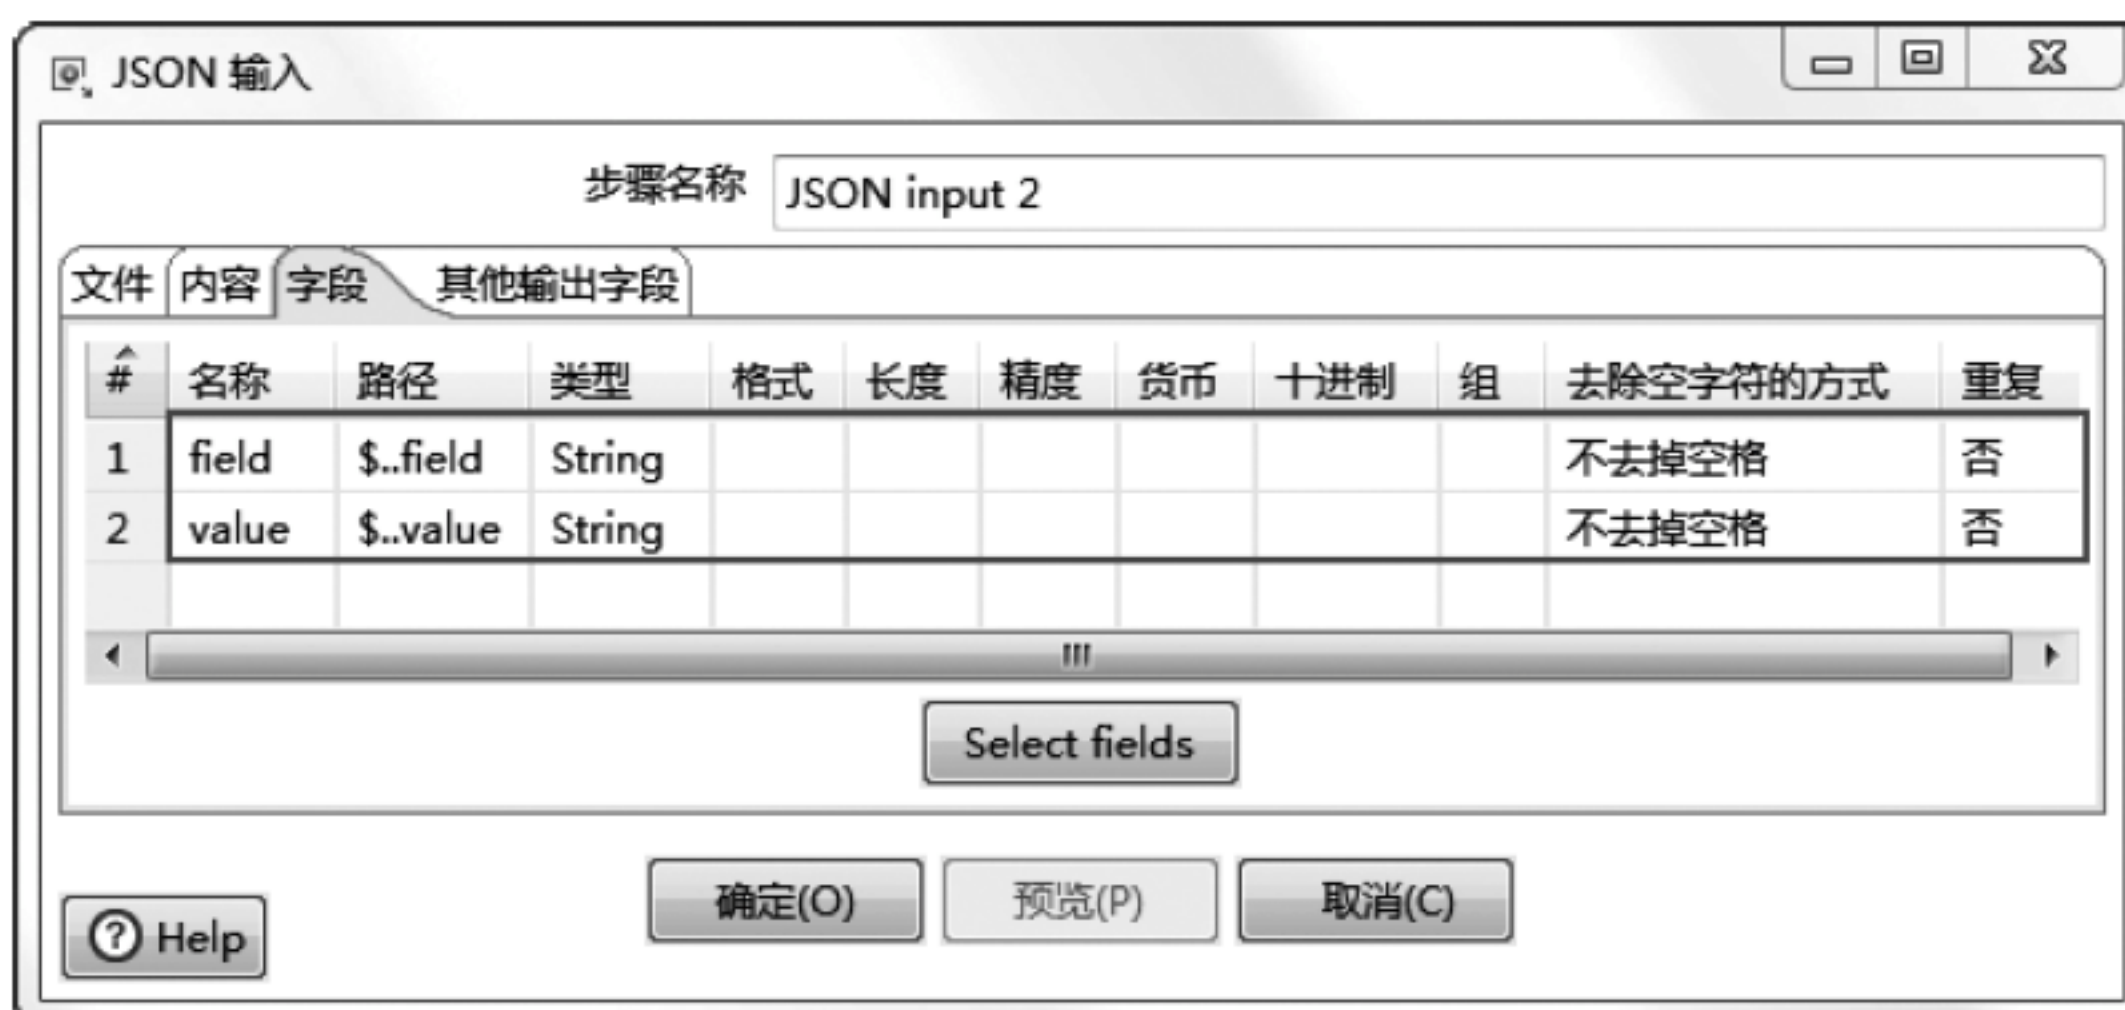 JSON 输入
步骤名称 JSON input 2
文件 内容 字段 其他输出字段
# 名称 路径 类型 格式 长度 精度 货币 十进制 组 去除空字符的方式 重复
1 field $..field String 不去掉空格 否
2 value $..value String 不去掉空格 否
Select fields
确定(O) 预览(P) 取消(C)
Help